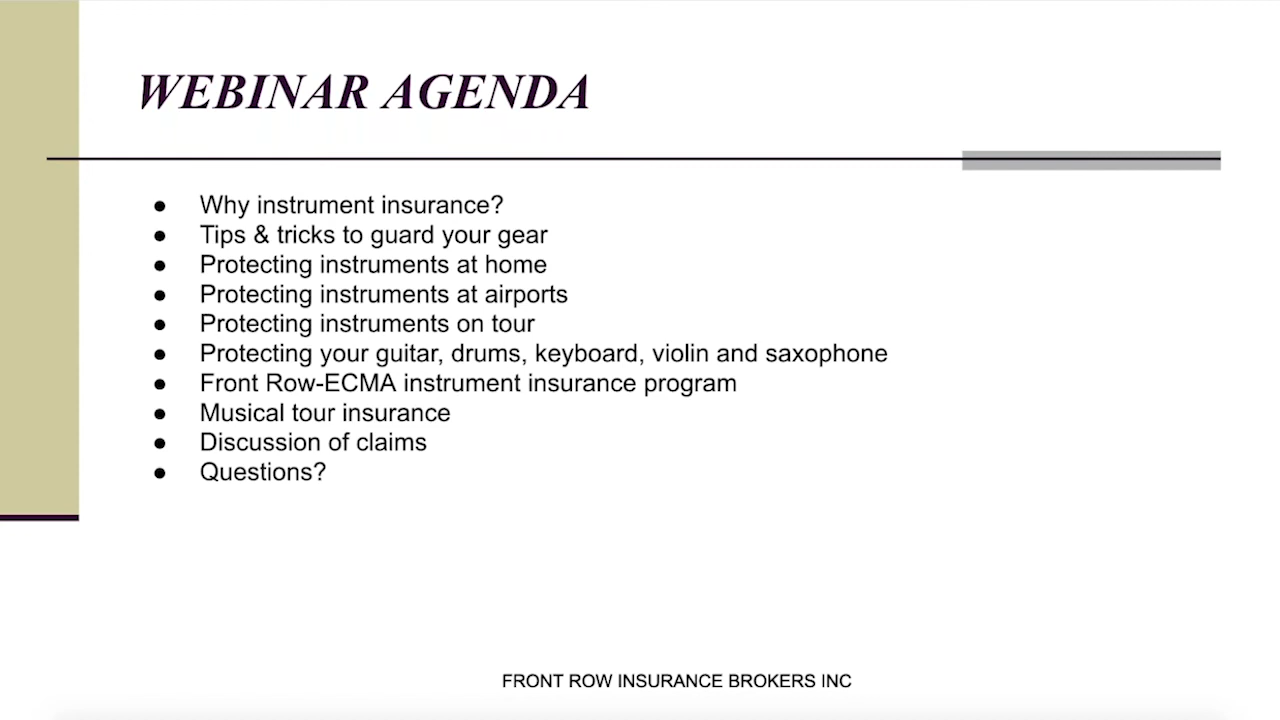 WEBINAR AGENDA
● Why instrument insurance?
● Tips & tricks to guard your gear
● Protecting instruments at home
● Protecting instruments at airports
● Protecting instruments on tour
● Protecting your guitar, drums, keyboard, violin and saxophone
● Front Row-ECMA instrument insurance program
● Musical tour insurance
● Discussion of claims
● Questions?
FRONT ROW INSURANCE BROKERS INC